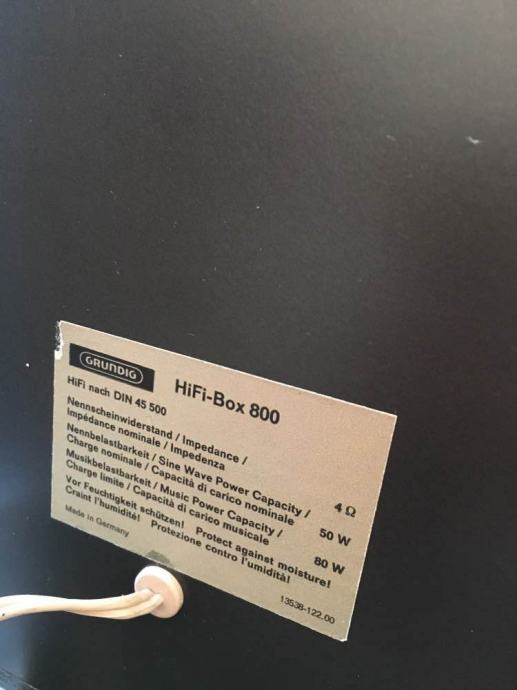 GRUNDIG
HiFi-Box 800
HiFi nach DIN 45 500
Nennscheinwiderstand / Impedance /
Impédance nominale / Impedenza 4 Ω
Nennbelastbarkeit / Sine Wave Power Capacity /
Charge nominale / Capacità di carico nominale 50 W
Musikbelastbarkeit / Music Power Capacity /
Charge limite / Capacità di carico musicale 80 W
Vor Feuchtigkeit schützen! Protect against moisture!
Craint l'humidité! Protezione contro l'umidità!
Made in Germany
13538-122.00